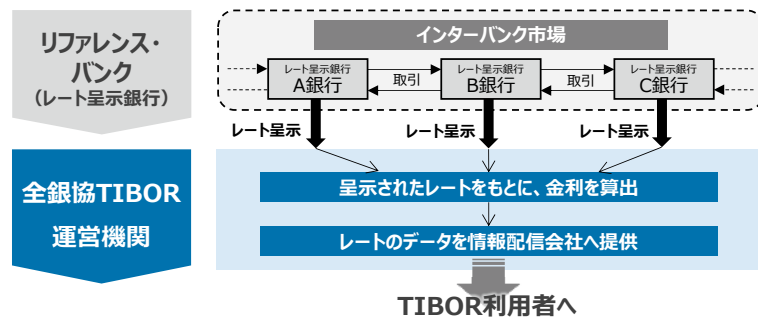 リファレンス・
バンク
（レート呈示銀行）
インターバンク市場
レート呈示銀行
A銀行
取引
レート呈示銀行
B銀行
取引
レート呈示銀行
C銀行
レート呈示
レート呈示
レート呈示
全銀協TIBOR
運営機関
呈示されたレートをもとに、金利を算出
レートのデータを情報配信会社へ提供
TIBOR利用者へ